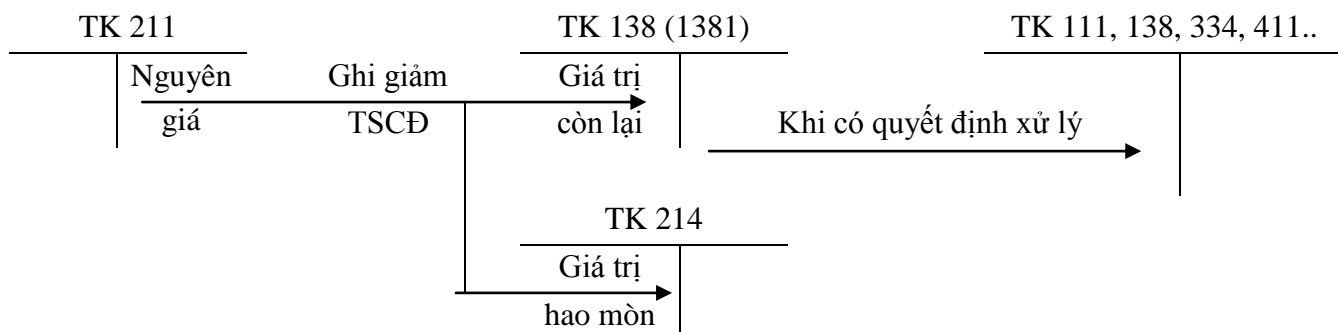 TK 211 TK 138 (1381) TK 111, 138, 334, 411..
Nguyên Ghi giảm Giá trị
giá TSCĐ còn lại Khi có quyết định xử lý
TK 214
Giá trị
hao mòn